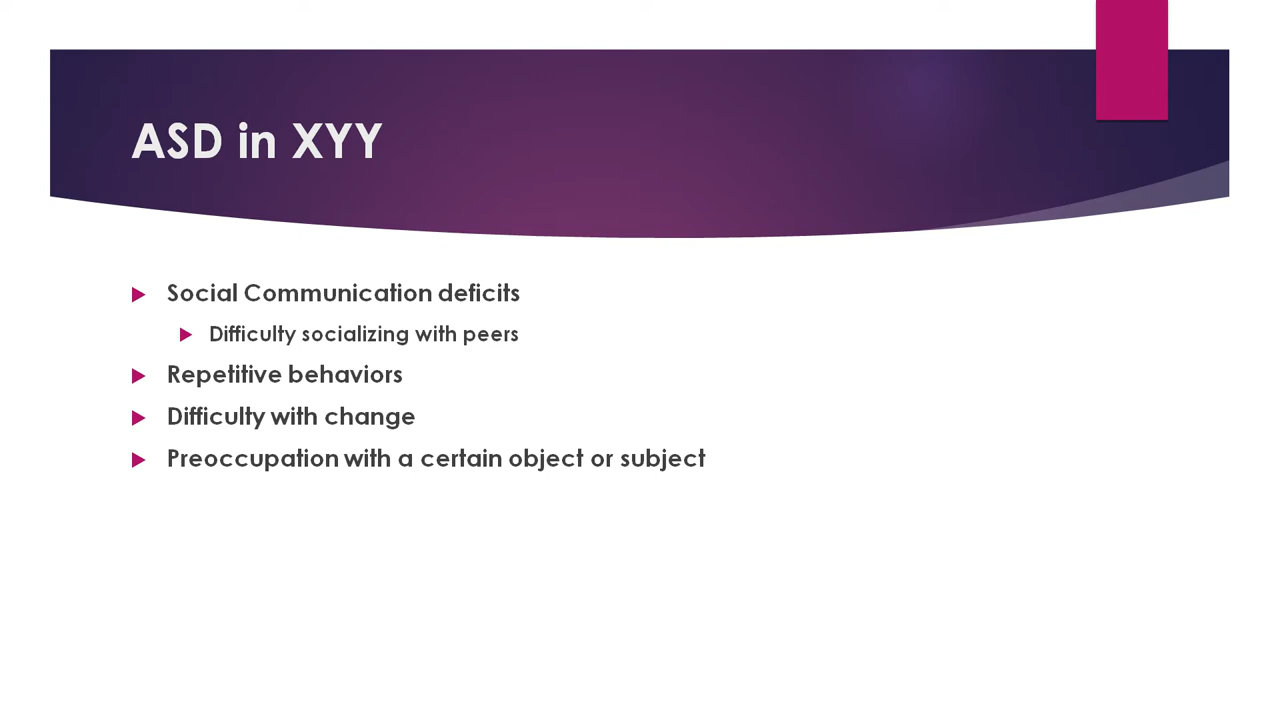 ASD in XYY
Social Communication deficits
Difficulty socializing with peers
Repetitive behaviors
Difficulty with change
Preoccupation with a certain object or subject